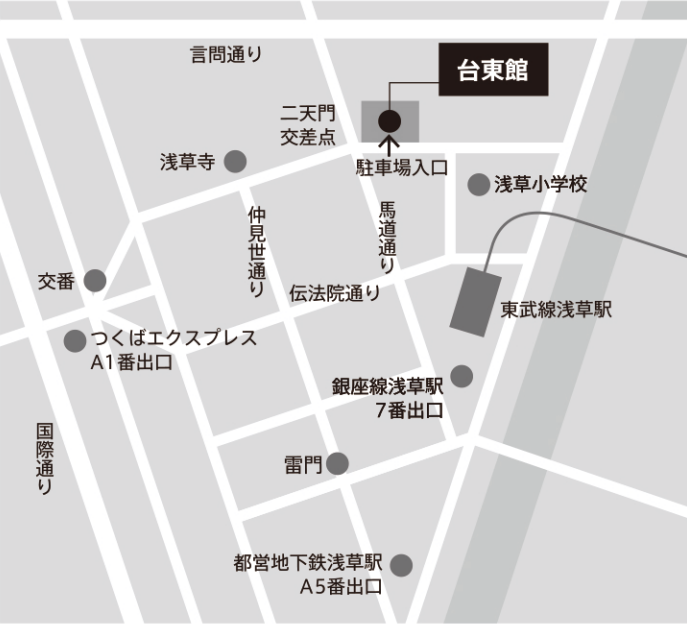 言問通り
台東館
二天門
交差点
浅草寺
駐車場入口
浅草小学校
仲見世通り
馬道通り
交番
伝法院通り
東武線浅草駅
つくばエクスプレス
A1番出口
銀座線浅草駅
7番出口
国際通り
雷門
都営地下鉄浅草駅
A5番出口